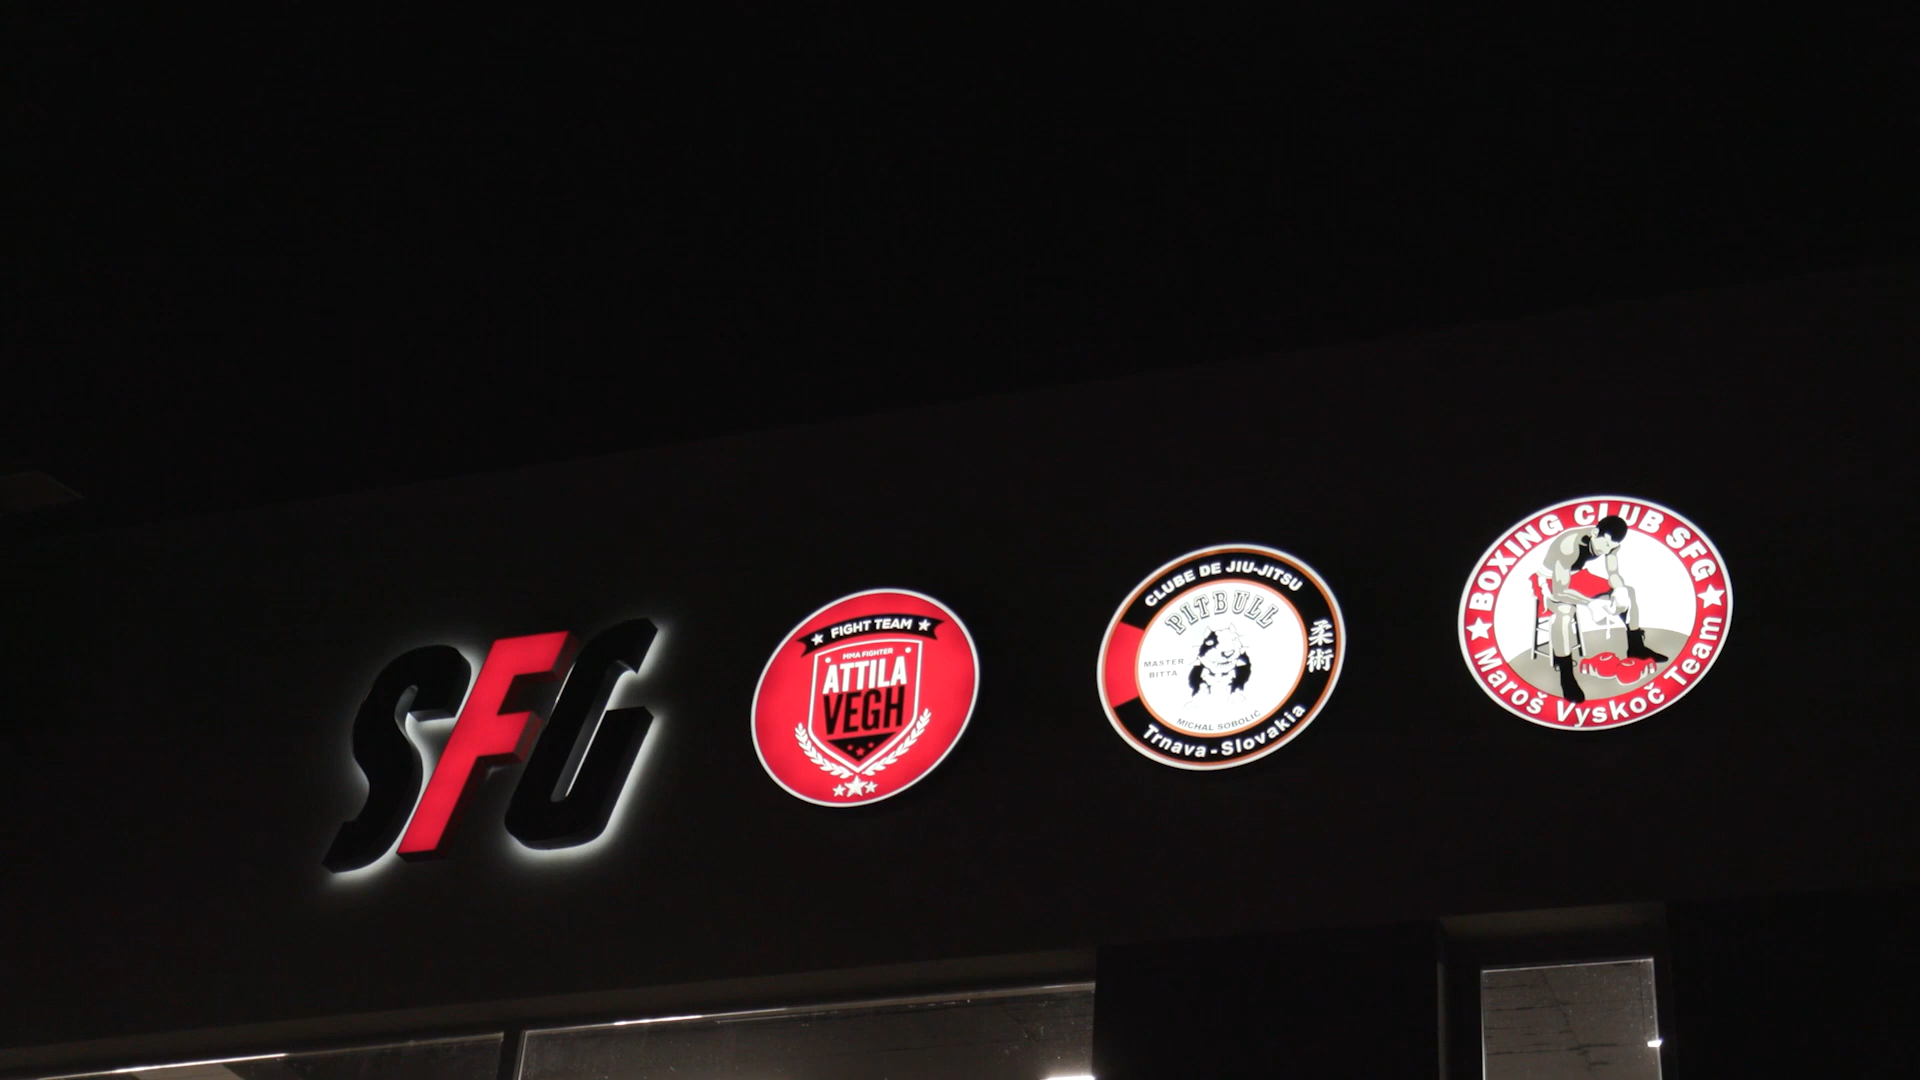 SFG
FIGHT TEAM
MMA FIGHTER
ATTILA
VEGH
CLUBE DE JIU-JITSU
PITBULL
MASTER
BITTA
柔術
MICHAL SOBOLIČ
Trnava - Slovakia
BOXING CLUB SFG
Maroš Vyskoč Team